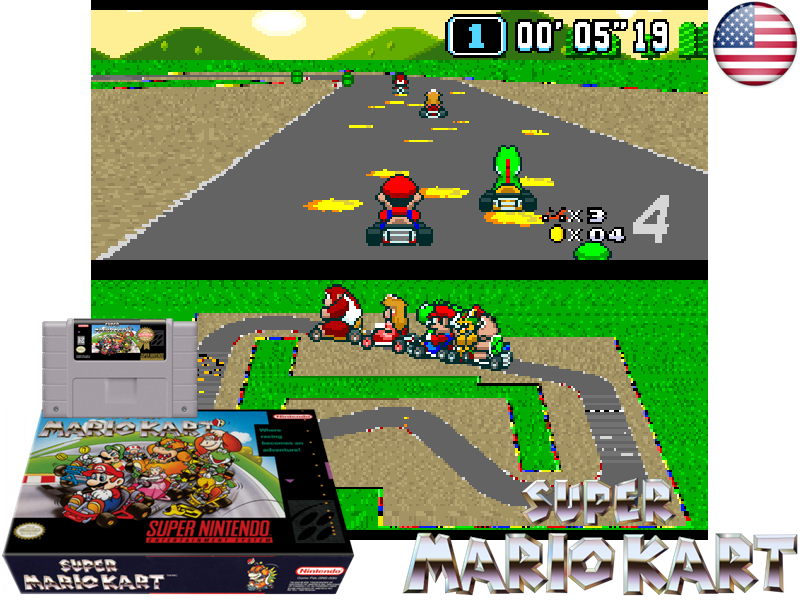 1 00' 05"19
x 3
x 04
4
MARIO KART
Nintendo
Where
racing
becomes an
adventure!
SUPER NINTENDO
ENTERTAINMENT SYSTEM
SUPER
MARIO KART
Nintendo
SUPER
MARIO KART